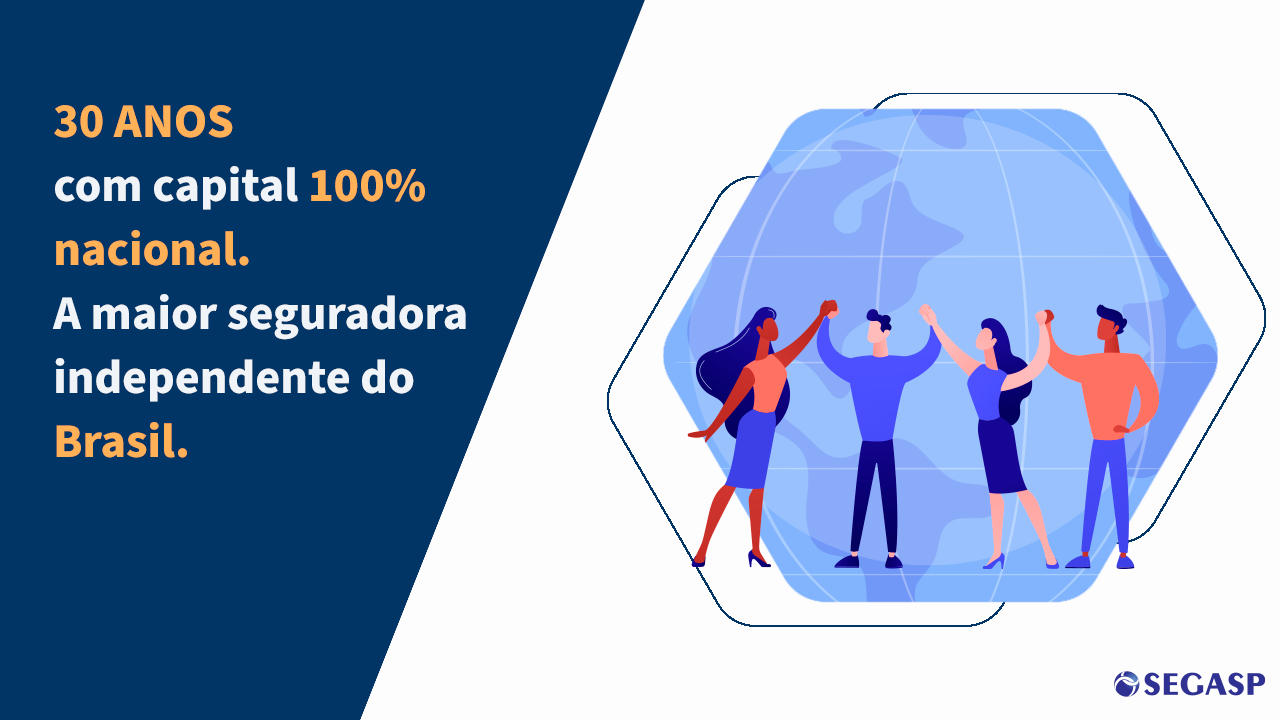 30 ANOS
com capital 100%
nacional.
A maior seguradora
independente do
Brasil.
SEGASP